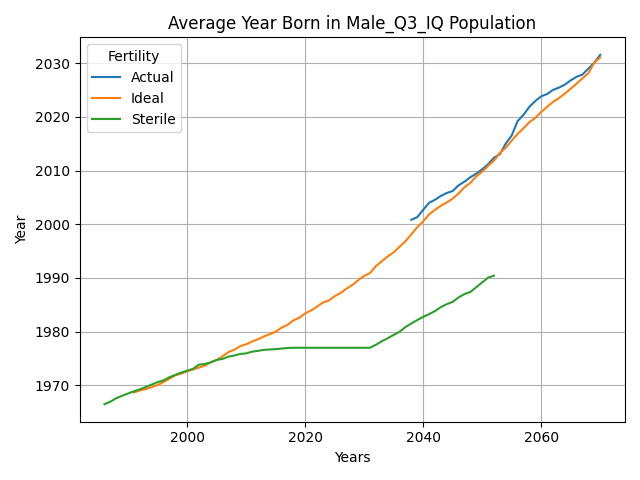 Average Year Born in Male_Q3_IQ Population
Fertility
Actual
Ideal
Sterile
Year
2030
2020
2010
2000
1990
1980
1970
2000
2020
2040
2060
Years